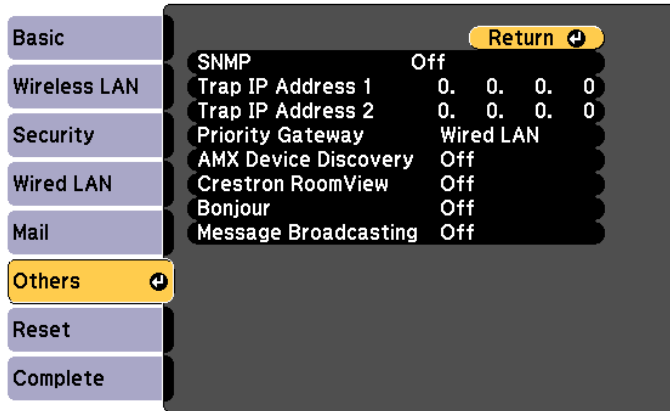 Basic
Wireless LAN
Security
Wired LAN
Mail
Others
Reset
Complete
Return
SNMP Off
Trap IP Address 1 0. 0. 0. 0
Trap IP Address 2 0. 0. 0. 0
Priority Gateway Wired LAN
AMX Device Discovery Off
Crestron RoomView Off
Bonjour Off
Message Broadcasting Off